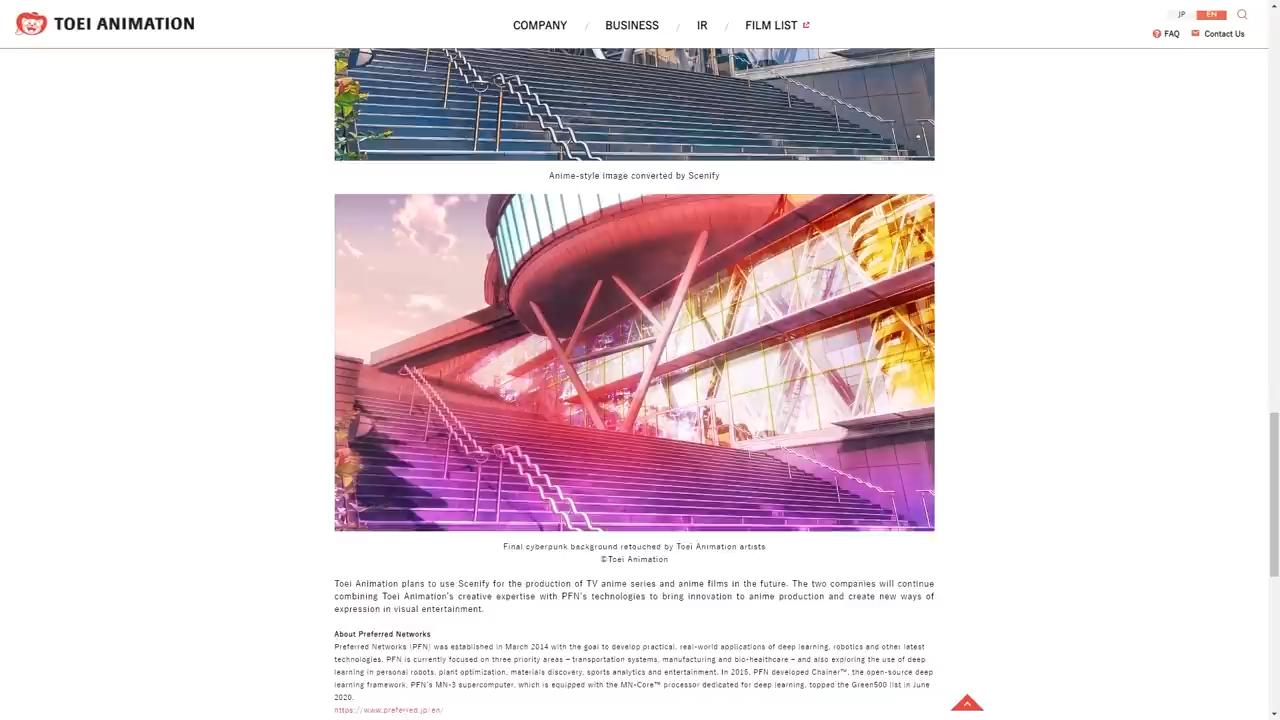 TOEI ANIMATION
COMPANY / BUSINESS / IR / FILM LIST
JP EN
FAQ Contact Us
Anime-style image converted by Scenify
Final cyberpunk background retouched by Toei Animation artists
©Toei Animation
Toei Animation plans to use Scenify for the production of TV anime series and anime films in the future. The two companies will continue
combining Toei Animation's creative expertise with PFN's technologies to bring innovation to anime production and create new ways of
expression in visual entertainment.
About Preferred Networks
Preferred Networks (PFN) was established in March 2014 with the goal to develop practical, real-world applications of deep learning, robotics and other latest
technologies. PFN is currently focused on three priority areas – transportation systems, manufacturing and bio-healthcare – and also exploring the use of deep
learning in personal robots, plant optimization, materials discovery, sports analytics and entertainment. In 2015, PFN developed Chainer™, the open-source deep
learning framework. PFN's MN-3 supercomputer, which is equipped with the MN-Core™ processor dedicated for deep learning, topped the Green500 list in June
2020.
https://www.preferred.jp/en/